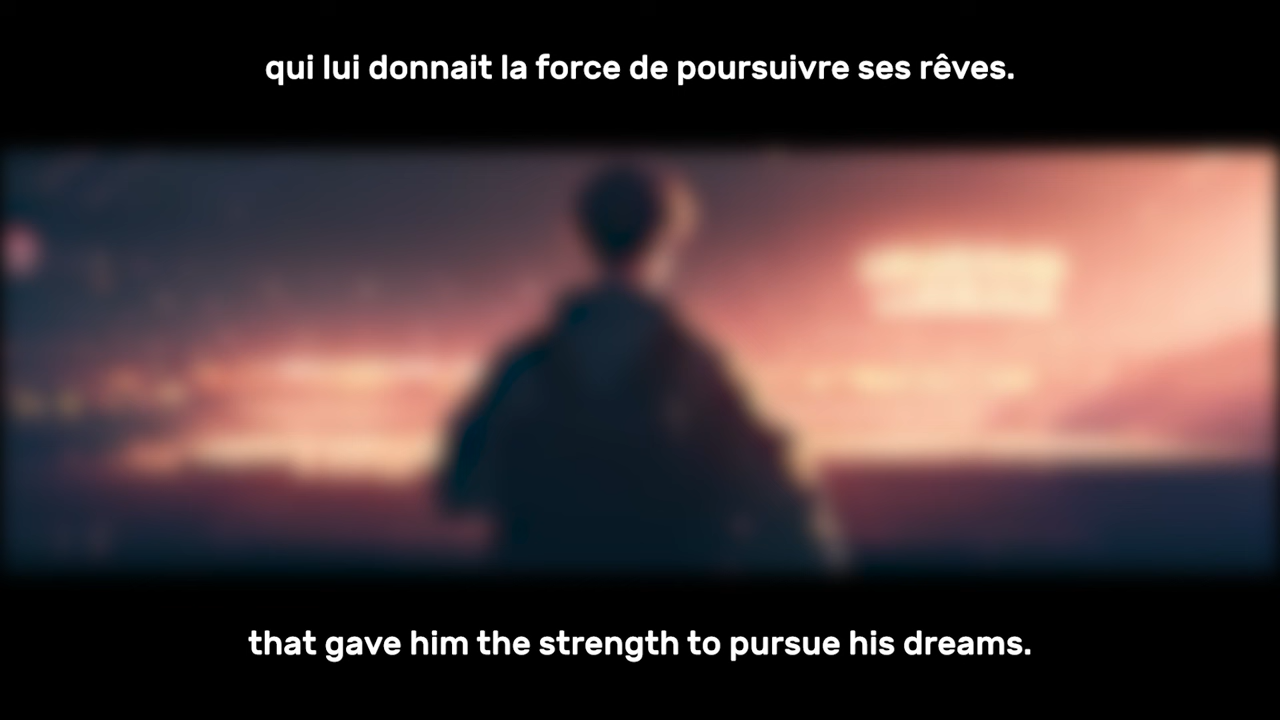 qui lui donnait la force de poursuivre ses rêves.
that gave him the strength to pursue his dreams.